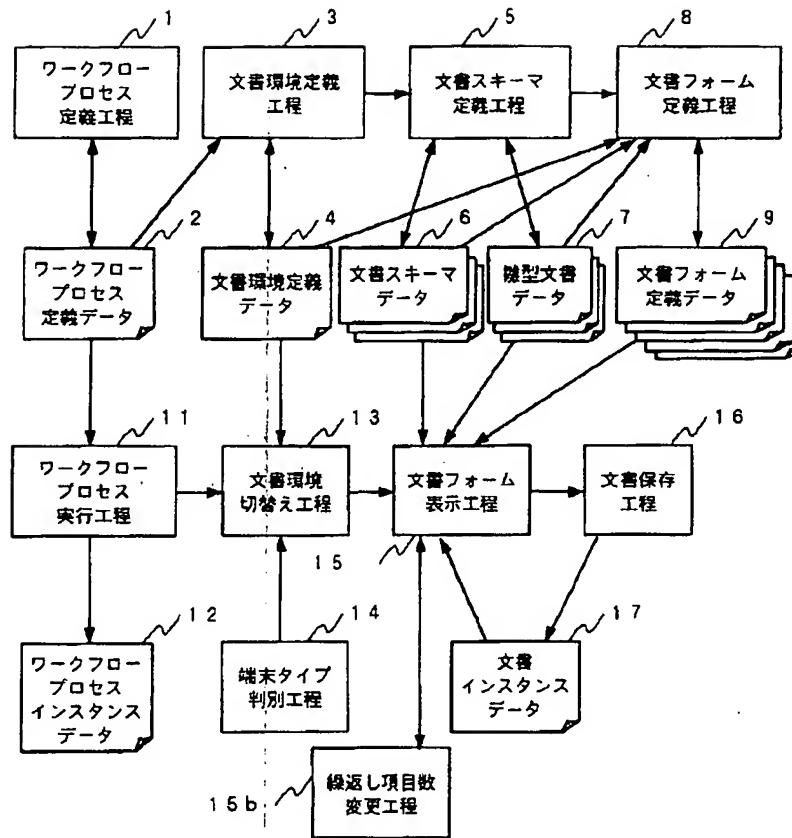 1
3
5
8
ワークフロー
プロセス
定義工程
文書環境定義
工程
文書スキーマ
定義工程
文書フォーム
定義工程
2
4
6
7
9
ワークフロー
プロセス
定義データ
文書環境定義
データ
文書スキーマ
データ
雛型文書
データ
文書フォーム
定義データ
11
13
16
ワークフロー
プロセス
実行工程
文書環境
切替え工程
文書フォーム
表示工程
文書保存
工程
15
12
14
17
ワークフロー
プロセス
インスタンス
データ
端末タイプ
判別工程
文書
インスタンス
データ
15b
繰返し項目数
変更工程